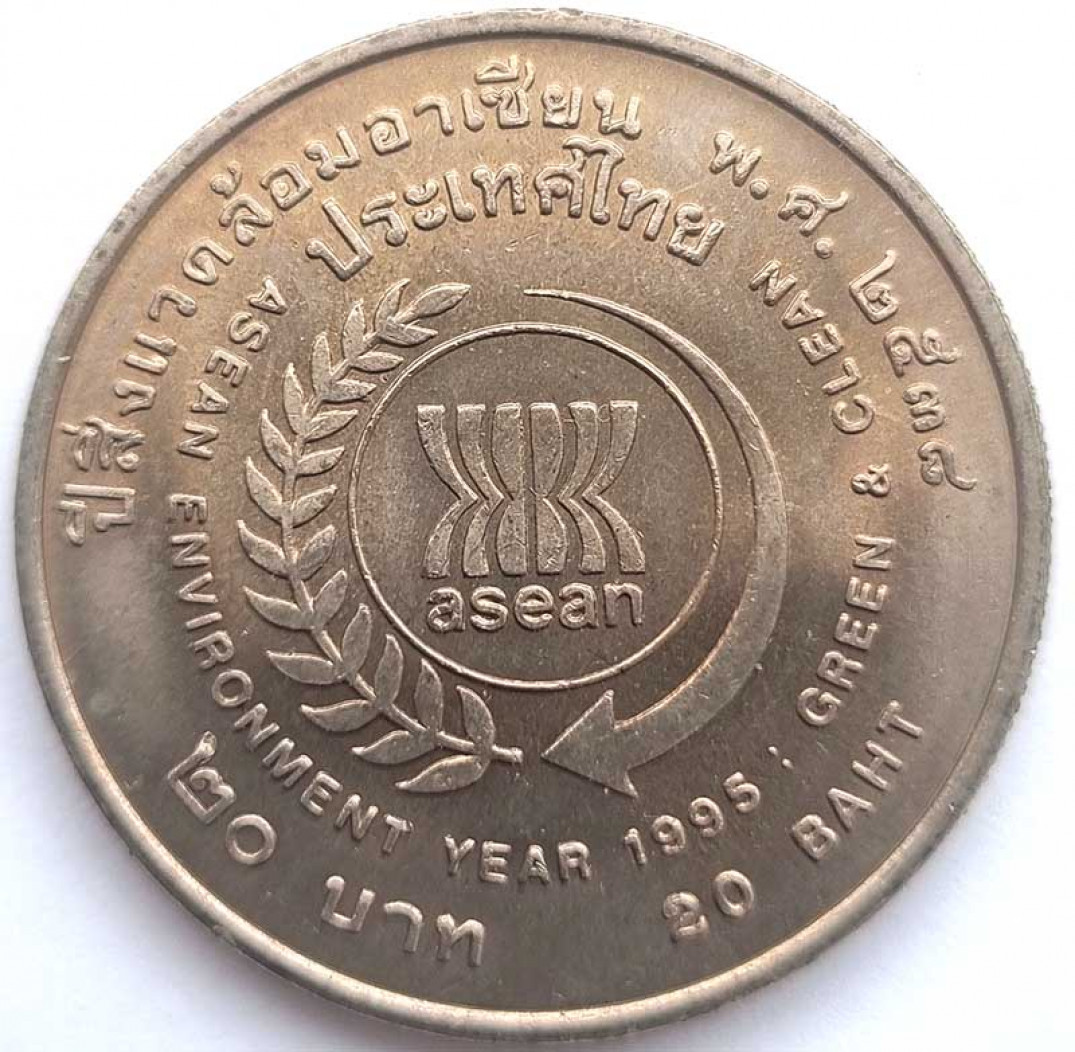 ปีสิ่งแวดล้อมอาเซียน พ.ศ. ๒๕๓๘
ประเทศไทย
ASEAN ENVIRONMENT YEAR 1995 ; GREEN & CLEAN
asean
๒๐ บาท 20 BAHT